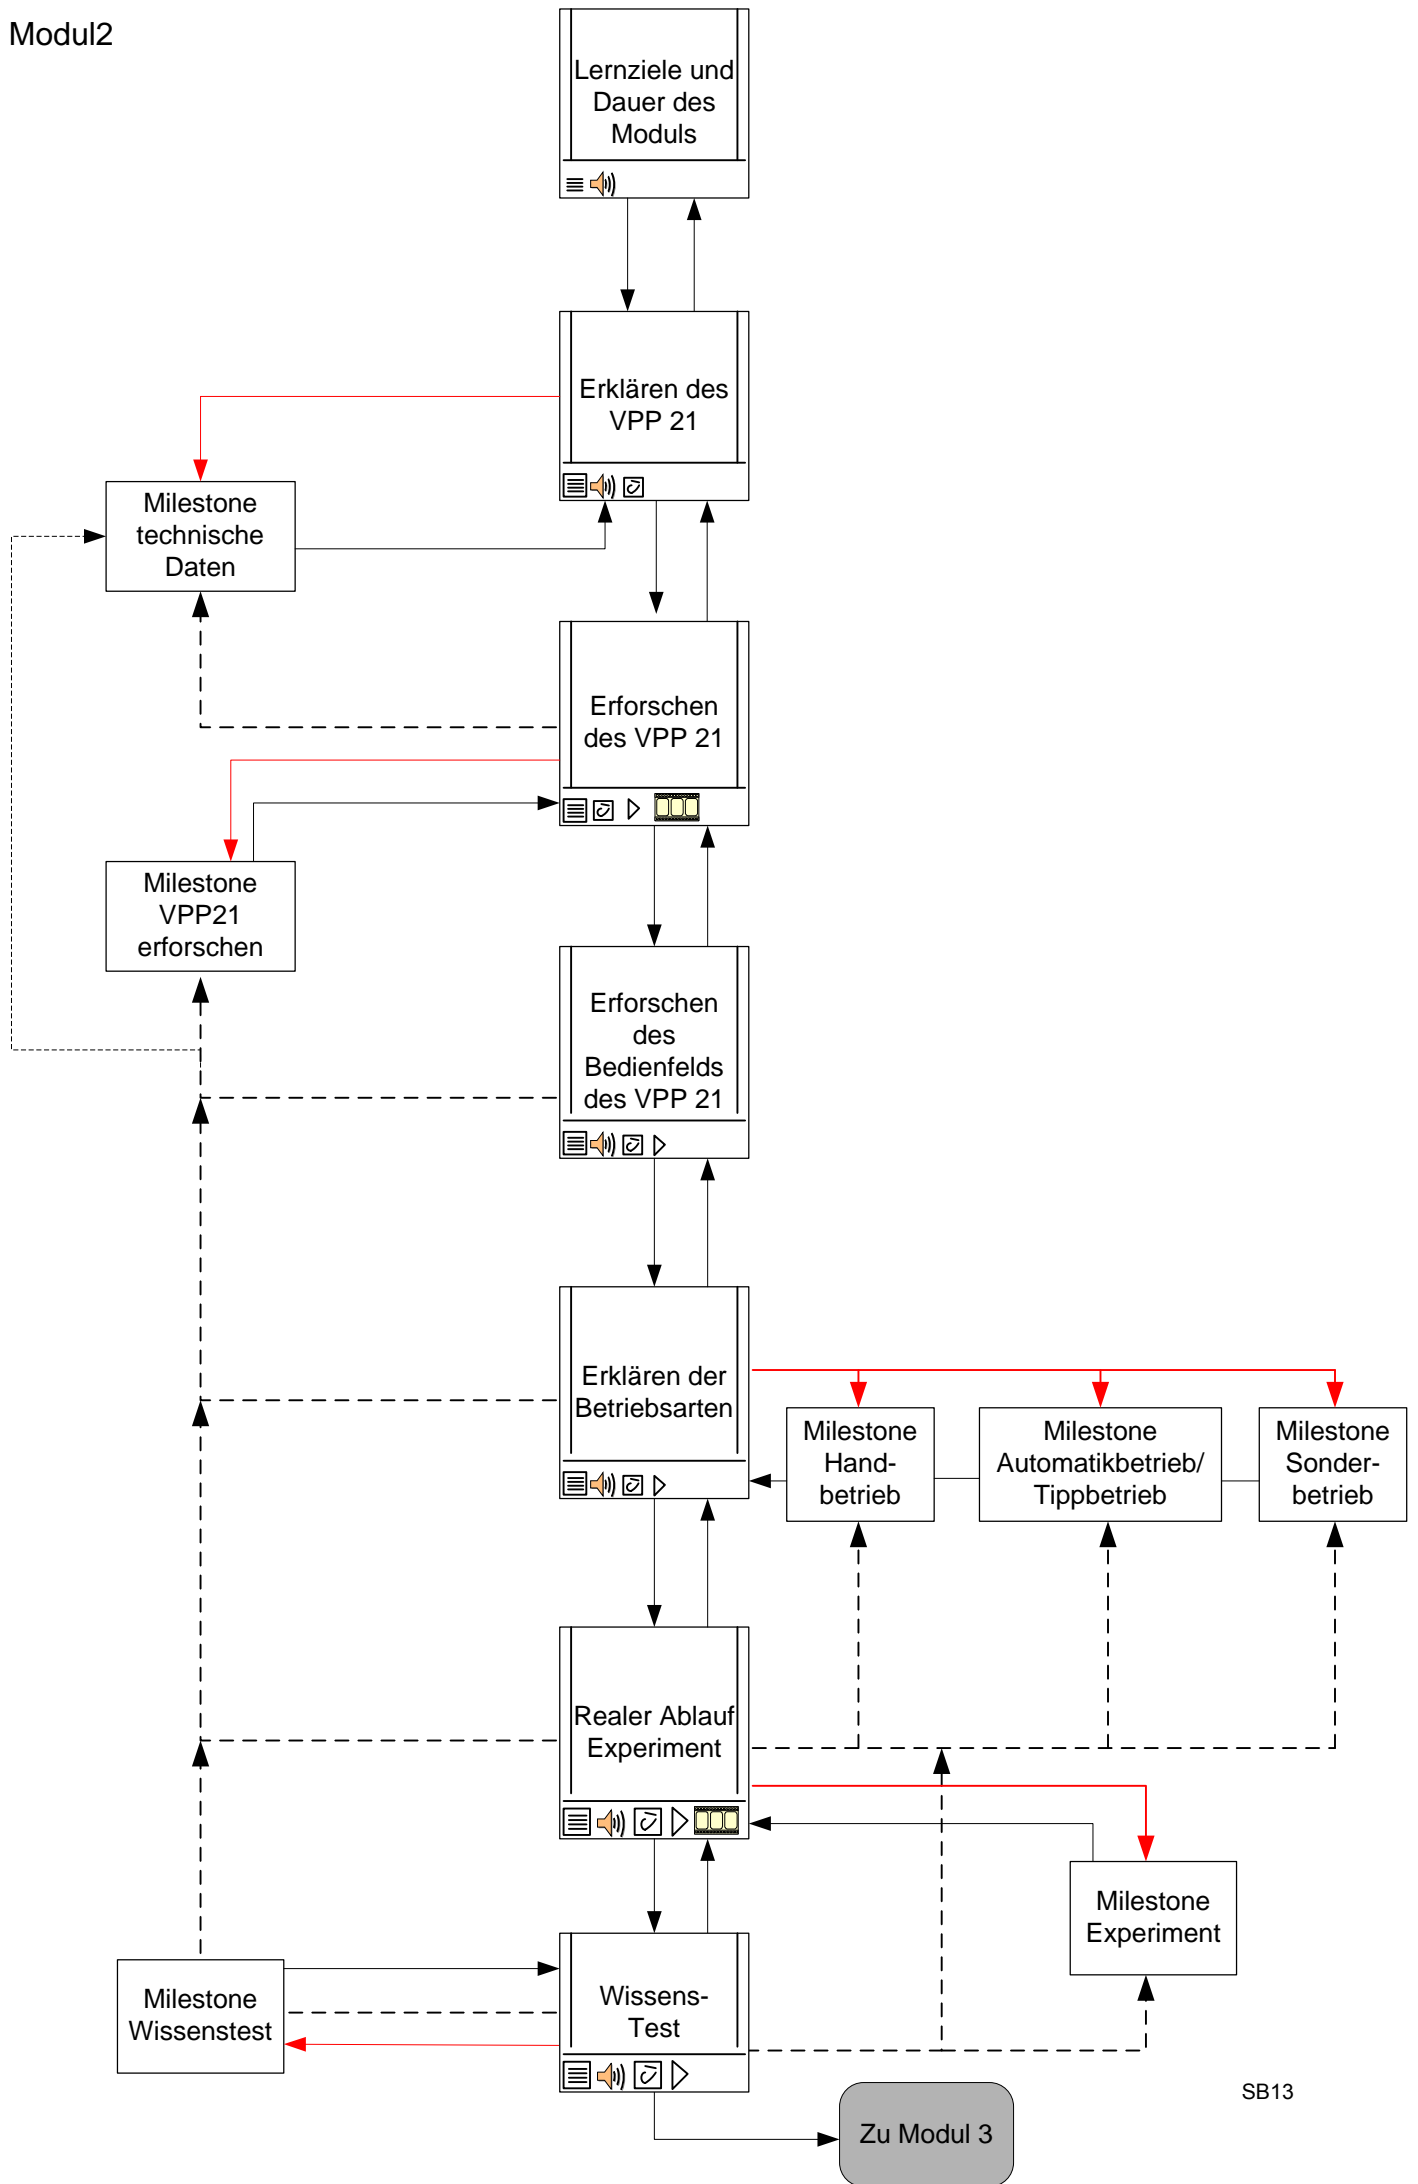 Modul2
Lernziele und
Dauer des
Moduls
Erklären des
VPP 21
Milestone
technische
Daten
Erforschen
des VPP 21
Milestone
VPP21
erforschen
Erforschen
des
Bedienfelds
des VPP 21
Erklären der
Betriebsarten
Milestone
Hand-
betrieb
Milestone
Automatikbetrieb/
Tippbetrieb
Milestone
Sonder-
betrieb
Realer Ablauf
Experiment
Milestone
Experiment
Milestone
Wissenstest
Wissens-
Test
SB13
Zu Modul 3